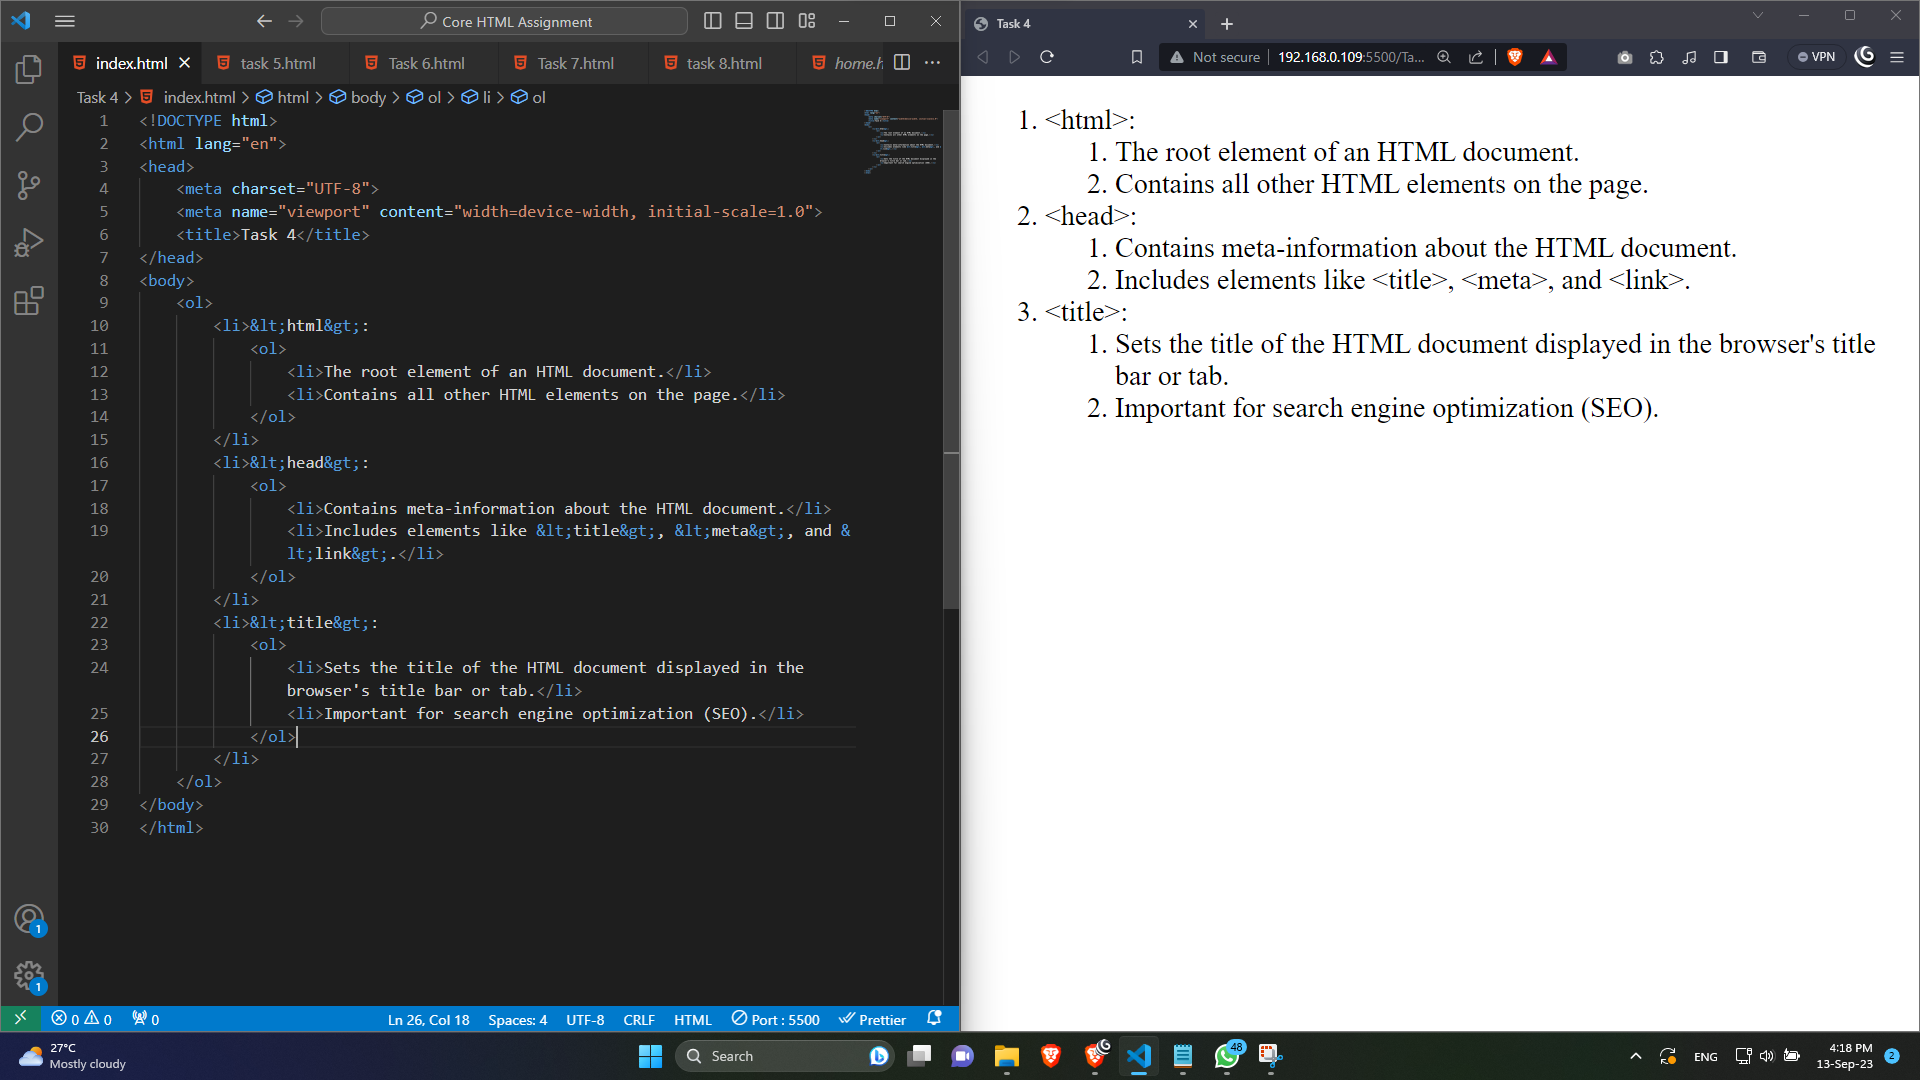 Core HTML Assignment
index.html
task 5.html
Task 6.html
Task 7.html
task 8.html
home.h
Task 4 > index.html > html > body > ol > li > ol
1 <!DOCTYPE html>
2 <html lang="en">
3 <head>
4 <meta charset="UTF-8">
5 <meta name="viewport" content="width=device-width, initial-scale=1.0">
6 <title>Task 4</title>
7 </head>
8 <body>
9 <ol>
10 <li>&lt;html&gt;:
11 <ol>
12 <li>The root element of an HTML document.</li>
13 <li>Contains all other HTML elements on the page.</li>
14 </ol>
15 </li>
16 <li>&lt;head&gt;:
17 <ol>
18 <li>Contains meta-information about the HTML document.</li>
19 <li>Includes elements like &lt;title&gt;, &lt;meta&gt;, and &
lt;link&gt;.</li>
20 </ol>
21 </li>
22 <li>&lt;title&gt;:
23 <ol>
24 <li>Sets the title of the HTML document displayed in the
browser's title bar or tab.</li>
25 <li>Important for search engine optimization (SEO).</li>
26 </ol>
27 </li>
28 </ol>
29 </body>
30 </html>
1
1
0 0 0
Ln 26, Col 18 Spaces: 4 UTF-8 CRLF HTML Port : 5500 Prettier
Task 4
Not secure 192.168.0.109:5500/Ta...
VPN
1. <html>:
1. The root element of an HTML document.
2. Contains all other HTML elements on the page.
2. <head>:
1. Contains meta-information about the HTML document.
2. Includes elements like <title>, <meta>, and <link>.
3. <title>:
1. Sets the title of the HTML document displayed in the browser's title
bar or tab.
2. Important for search engine optimization (SEO).
27°C
Mostly cloudy
Search
48
ENG
4:18 PM
13-Sep-23
2